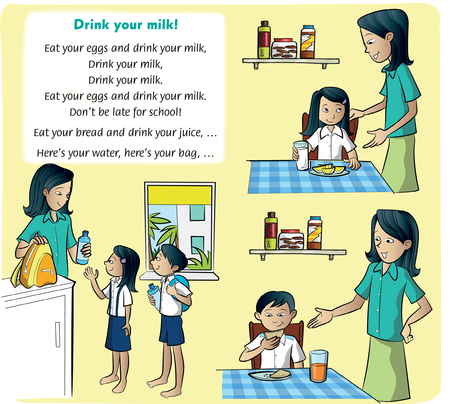 Drink your milk!
Eat your eggs and drink your milk,
Drink your milk,
Drink your milk.
Eat your eggs and drink your milk.
Don't be late for school!
Eat your bread and drink your juice, …
Here's your water, here's your bag, …